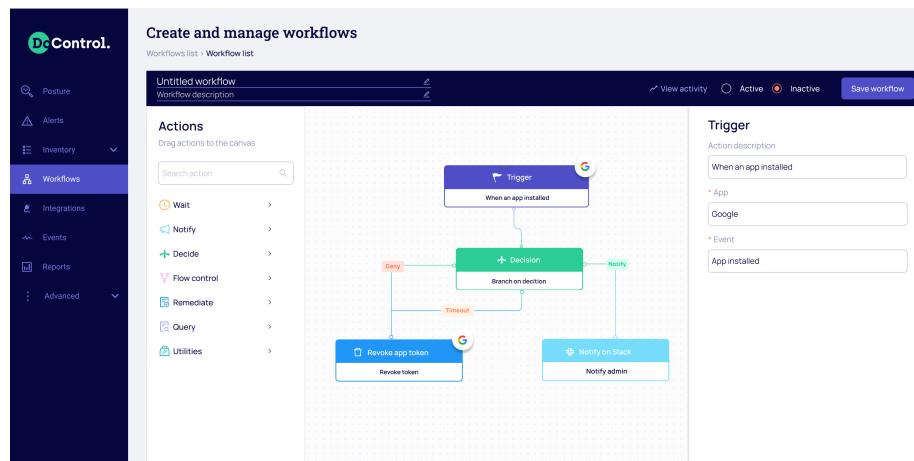 DoControl.
Posture
Alerts
Inventory
Workflows
Integrations
Events
Reports
Advanced
Create and manage workflows
Workflows list > Workflow list
Untitled workflow
Workflow description
View activity
Active
Inactive
Save workflow
Actions
Drag actions to the canvas
Search action
Wait
Notify
Decide
Flow control
Remediate
Query
Utilities
Trigger
When an app installed
Decision
Branch on decition
Deny
Notify
Timeout
Revoke app token
Revoke token
Notify on Slack
Notify admin
Trigger
Action description
When an app installed
* App
Google
* Event
App installed